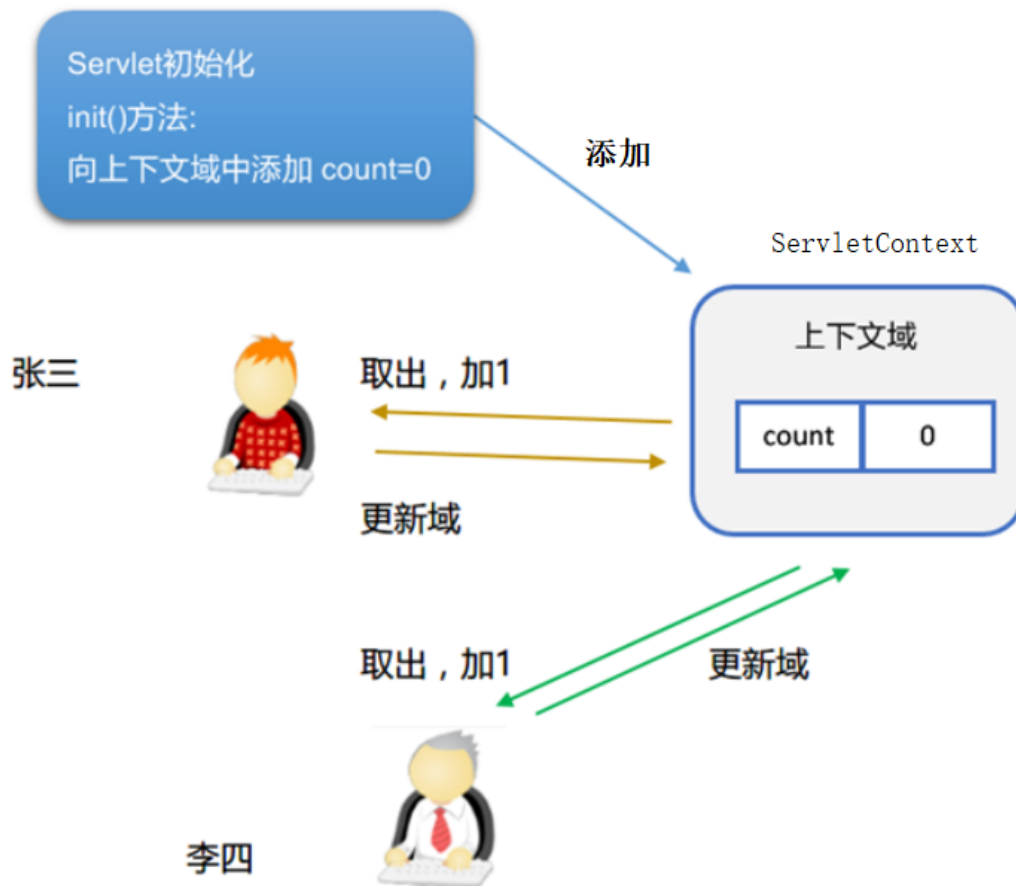 Servlet初始化
init()方法:
向上下文域中添加 count=0
添加
ServletContext
上下文域
count 0
张三
取出，加1
更新域
取出，加1
更新域
李四